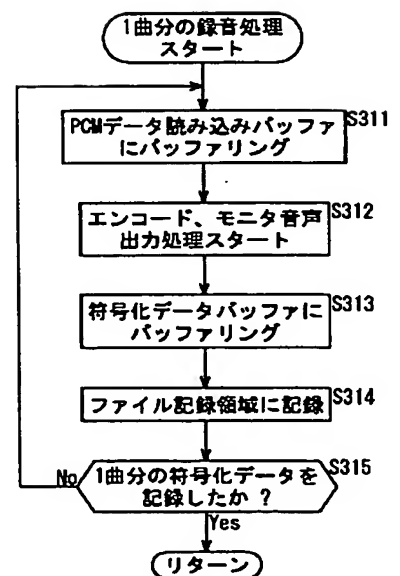 1曲分の録音処理
スタート
PCMデータ読み込みバッファ
にバッファリング
S311
エンコード、モニタ音声
出力処理スタート
S312
符号化データバッファに
バッファリング
S313
ファイル記録領域に記録
S314
1曲分の符号化データを
記録したか ?
S315
No
Yes
リターン